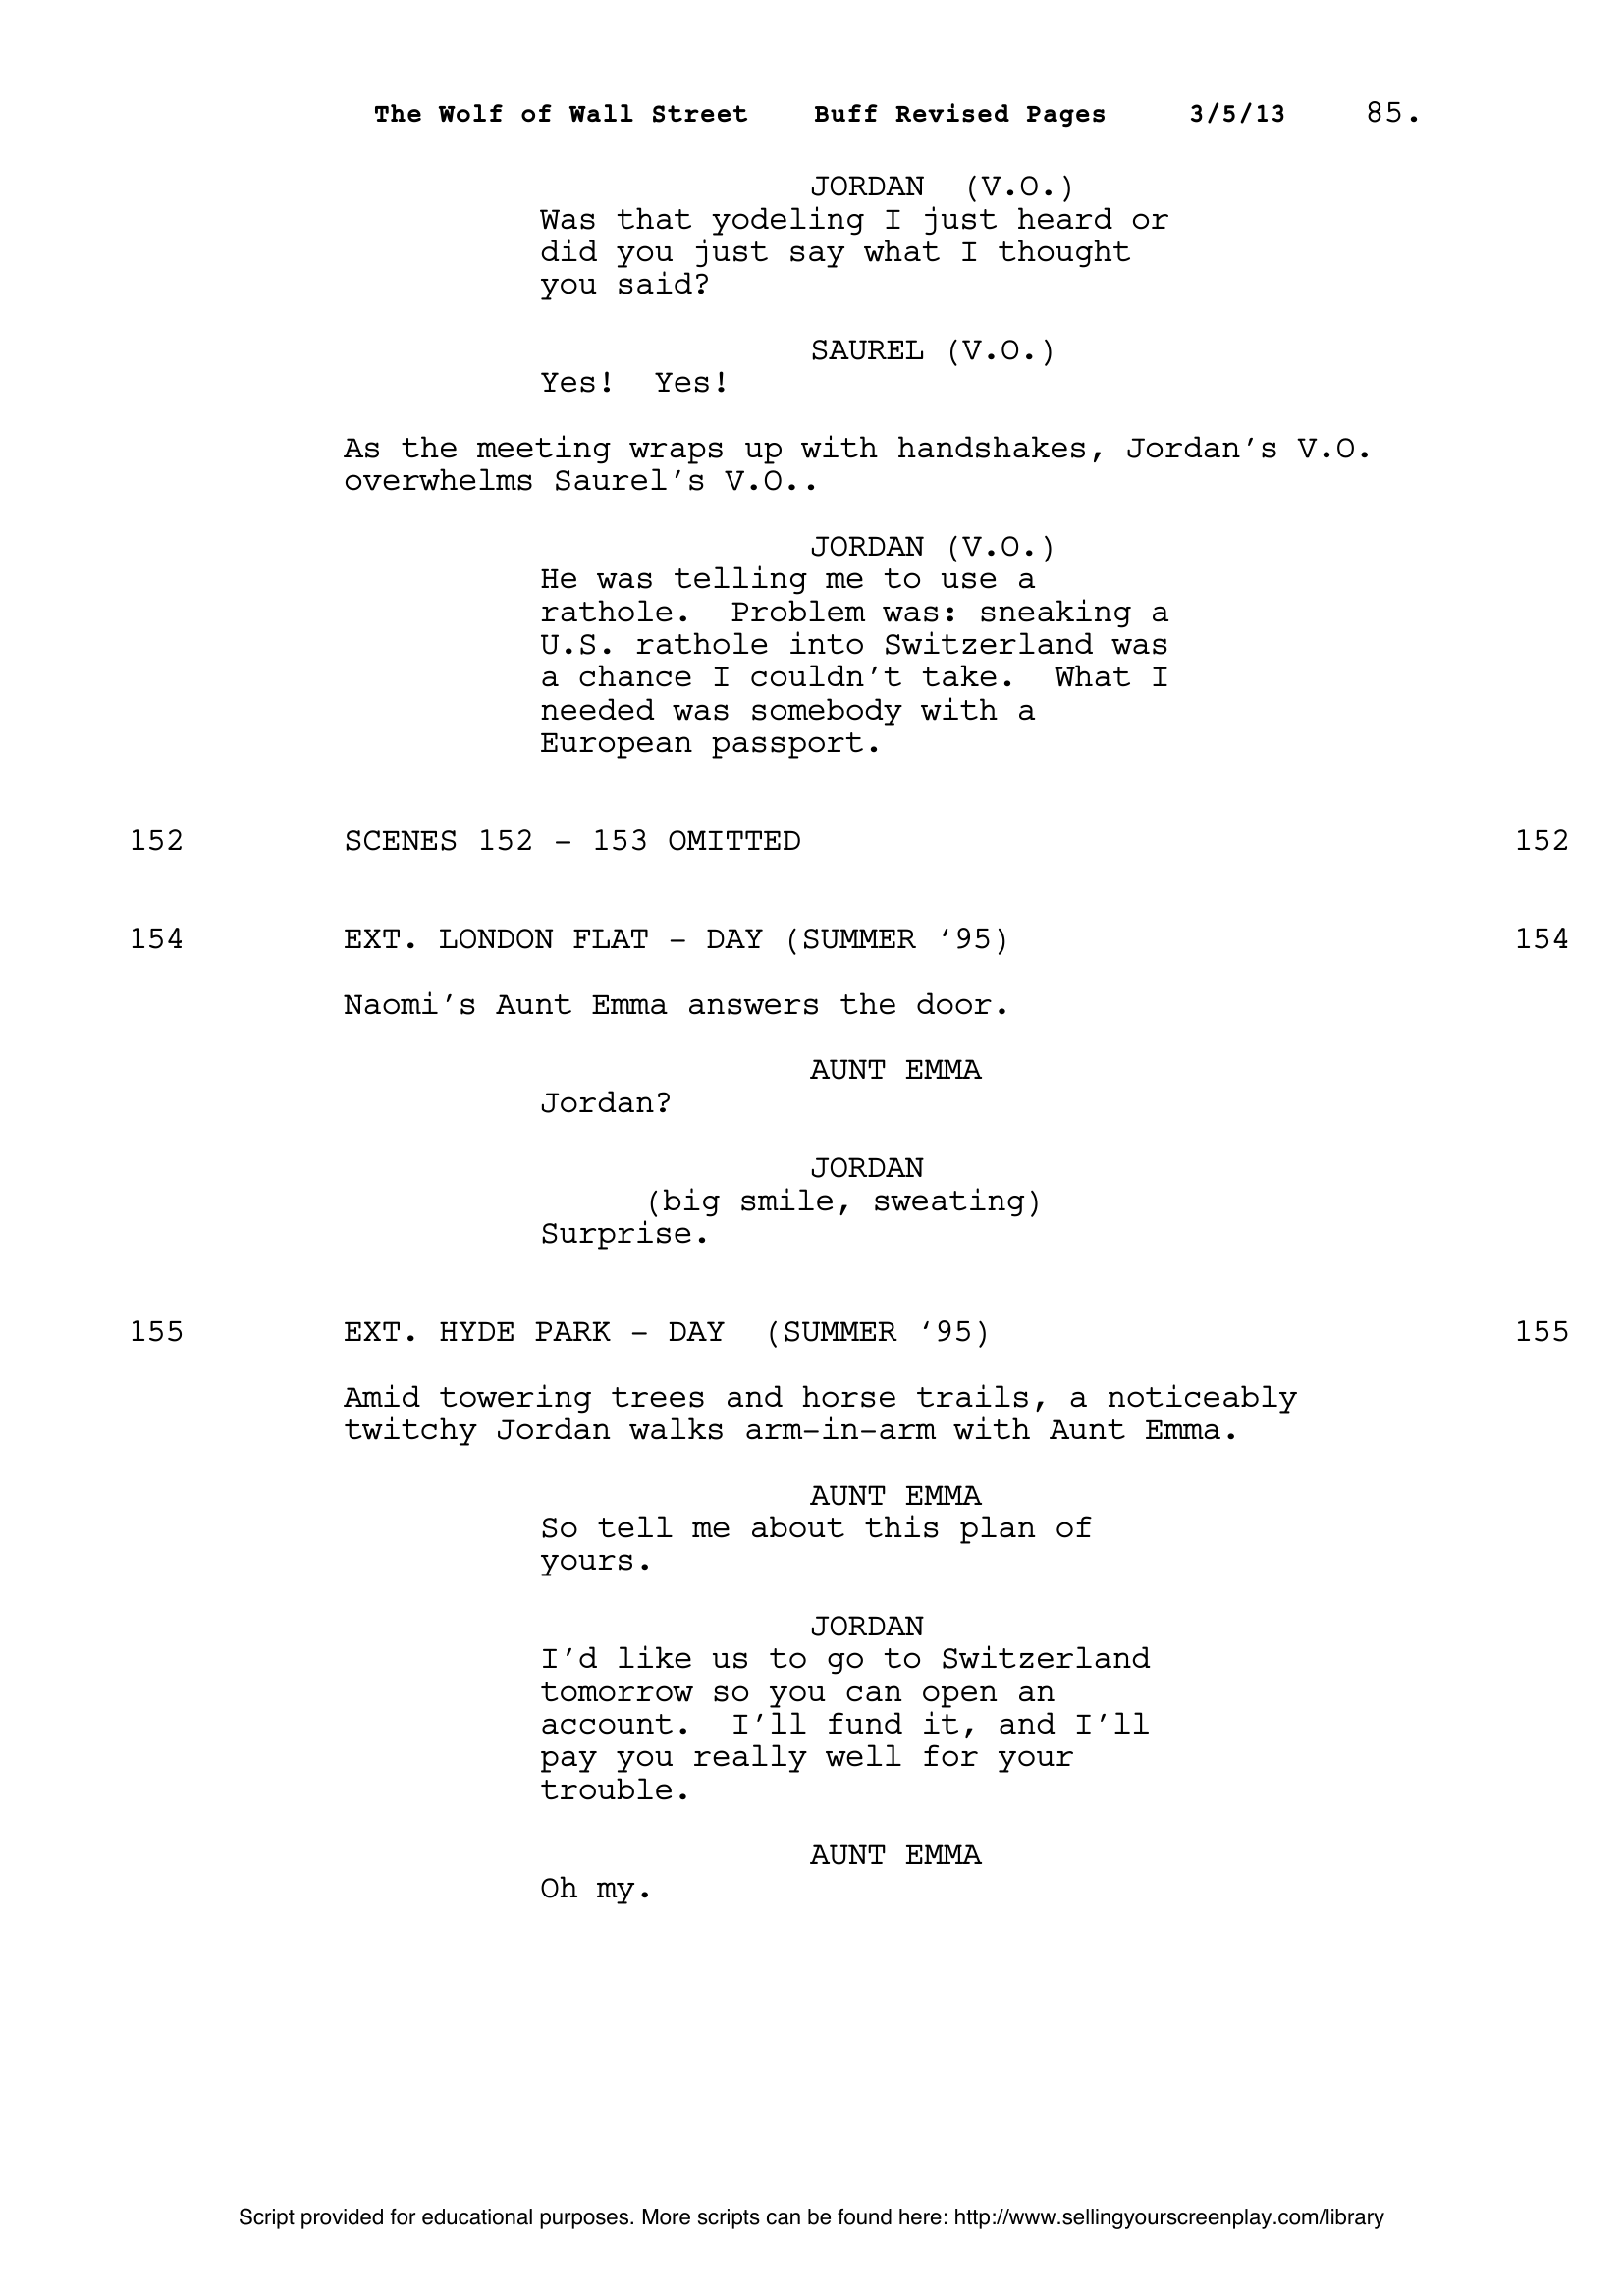 The Wolf of Wall Street    Buff Revised Pages    3/5/13    85.
JORDAN  (V.O.)
Was that yodeling I just heard or
did you just say what I thought
you said?
SAUREL (V.O.)
Yes!  Yes!
As the meeting wraps up with handshakes, Jordan’s V.O.
overwhelms Saurel’s V.O..
JORDAN (V.O.)
He was telling me to use a
rathole.  Problem was: sneaking a
U.S. rathole into Switzerland was
a chance I couldn’t take.  What I
needed was somebody with a
European passport.
152    SCENES 152 – 153 OMITTED    152
154    EXT. LONDON FLAT – DAY (SUMMER ‘95)    154
Naomi’s Aunt Emma answers the door.
AUNT EMMA
Jordan?
JORDAN
(big smile, sweating)
Surprise.
155    EXT. HYDE PARK – DAY  (SUMMER ‘95)    155
Amid towering trees and horse trails, a noticeably
twitchy Jordan walks arm-in-arm with Aunt Emma.
AUNT EMMA
So tell me about this plan of
yours.
JORDAN
I’d like us to go to Switzerland
tomorrow so you can open an
account.  I’ll fund it, and I’ll
pay you really well for your
trouble.
AUNT EMMA
Oh my.
Script provided for educational purposes. More scripts can be found here: http://www.sellingyourscreenplay.com/library